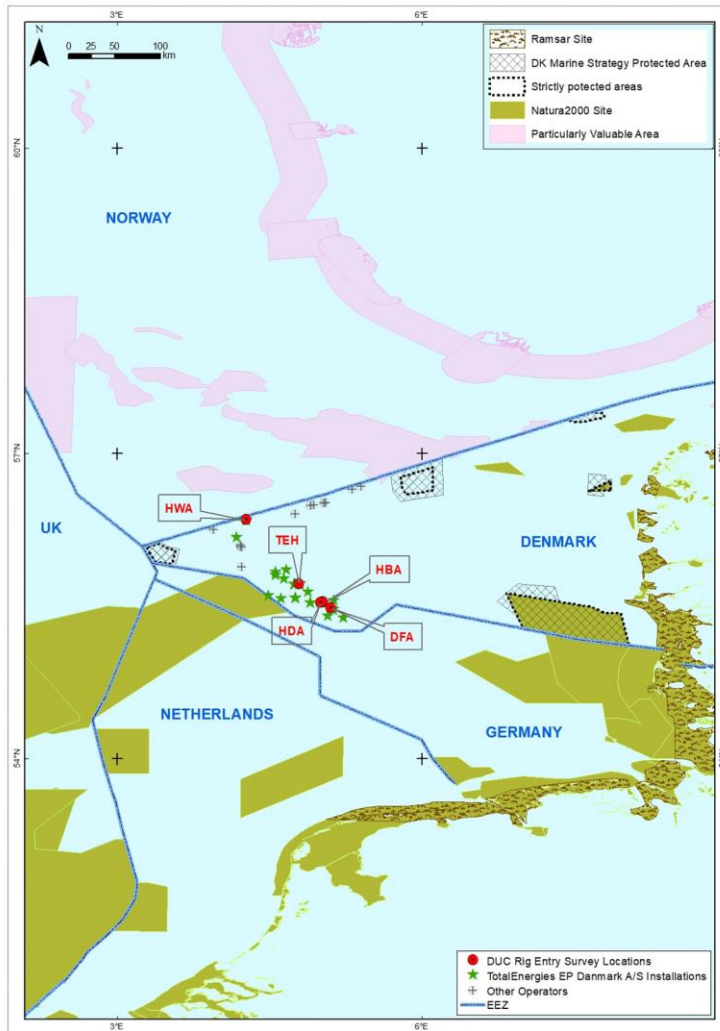 3°E
6°E
N
0 25 50 100
km
Ramsar Site
DK Marine Strategy Protected Area
Strictly potected areas
Natura2000 Site
Particularly Valuable Area
60°N
NORWAY
57°N
HWA
UK
TEH
DENMARK
HBA
HDA
DFA
NETHERLANDS
GERMANY
54°N
DUC Rig Entry Survey Locations
TotalEnergies EP Danmark A/S Installations
Other Operators
EEZ
3°E
6°E